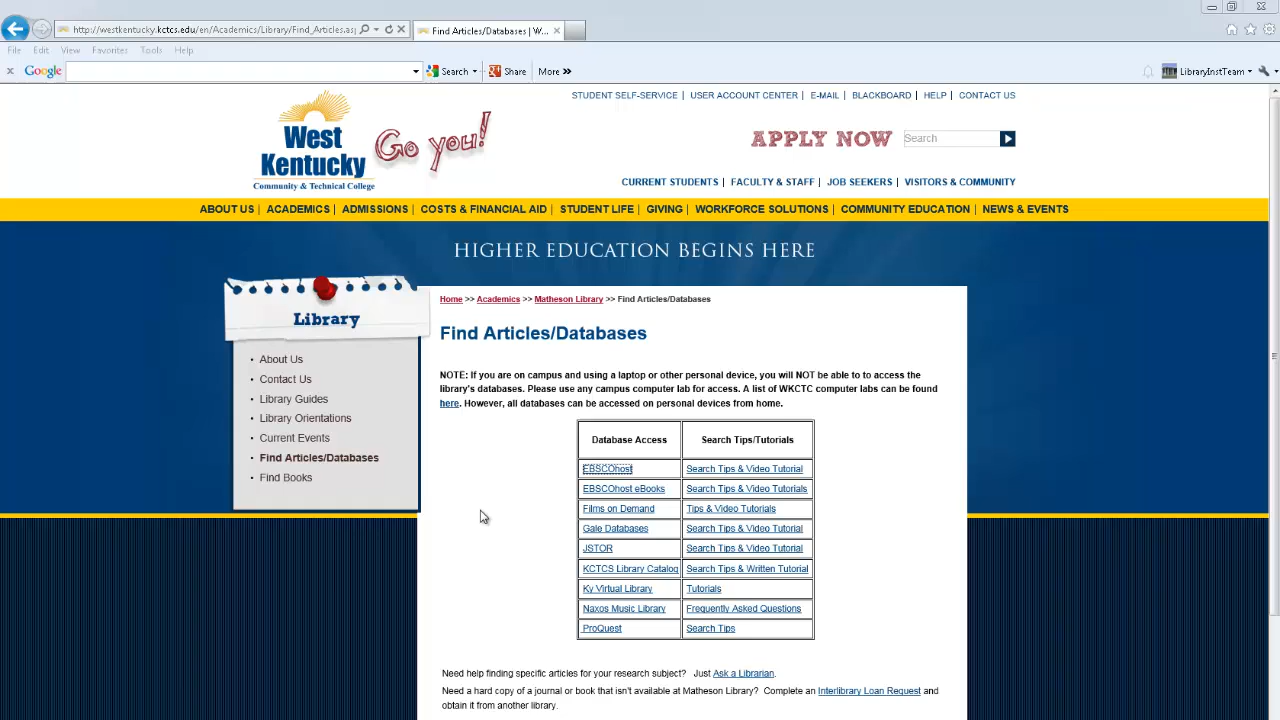 http://westkentucky.kctcs.edu/en/Academics/Library/Find_Articles.as
Find Articles/Databases | W...
File Edit View Favorites Tools Help
Google Search Share More » LibraryInstTeam
STUDENT SELF-SERVICE | USER ACCOUNT CENTER | E-MAIL | BLACKBOARD | HELP | CONTACT US
West Kentucky
Community & Technical College
Go you!
APPLY NOW Search
CURRENT STUDENTS | FACULTY & STAFF | JOB SEEKERS | VISITORS & COMMUNITY
ABOUT US | ACADEMICS | ADMISSIONS | COSTS & FINANCIAL AID | STUDENT LIFE | GIVING | WORKFORCE SOLUTIONS | COMMUNITY EDUCATION | NEWS & EVENTS
HIGHER EDUCATION BEGINS HERE
Library
• About Us
• Contact Us
• Library Guides
• Library Orientations
• Current Events
• Find Articles/Databases
• Find Books
Home >> Academics >> Matheson Library >> Find Articles/Databases
Find Articles/Databases
NOTE: If you are on campus and using a laptop or other personal device, you will NOT be able to to access the
library's databases. Please use any campus computer lab for access. A list of WKCTC computer labs can be found
here. However, all databases can be accessed on personal devices from home.
Database Access Search Tips/Tutorials
EBSCOhost Search Tips & Video Tutorial
EBSCOhost eBooks Search Tips & Video Tutorials
Films on Demand Tips & Video Tutorials
Gale Databases Search Tips & Video Tutorial
JSTOR Search Tips & Video Tutorial
KCTCS Library Catalog Search Tips & Written Tutorial
Ky Virtual Library Tutorials
Naxos Music Library Frequently Asked Questions
ProQuest Search Tips
Need help finding specific articles for your research subject? Just Ask a Librarian.
Need a hard copy of a journal or book that isn't available at Matheson Library? Complete an Interlibrary Loan Request and
obtain it from another library.